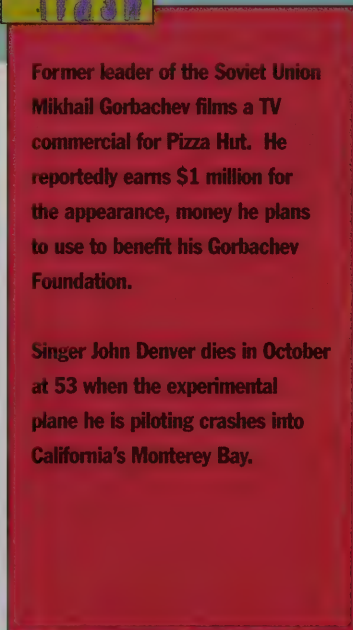 Former leader of the Soviet Union
Mikhail Gorbachev films a TV
commercial for Pizza Hut. He
reportedly earns $1 million for
the appearance, money he plans
to use to benefit his Gorbachev
Foundation.
Singer John Denver dies in October
at 53 when the experimental
plane he is piloting crashes into
California's Monterey Bay.